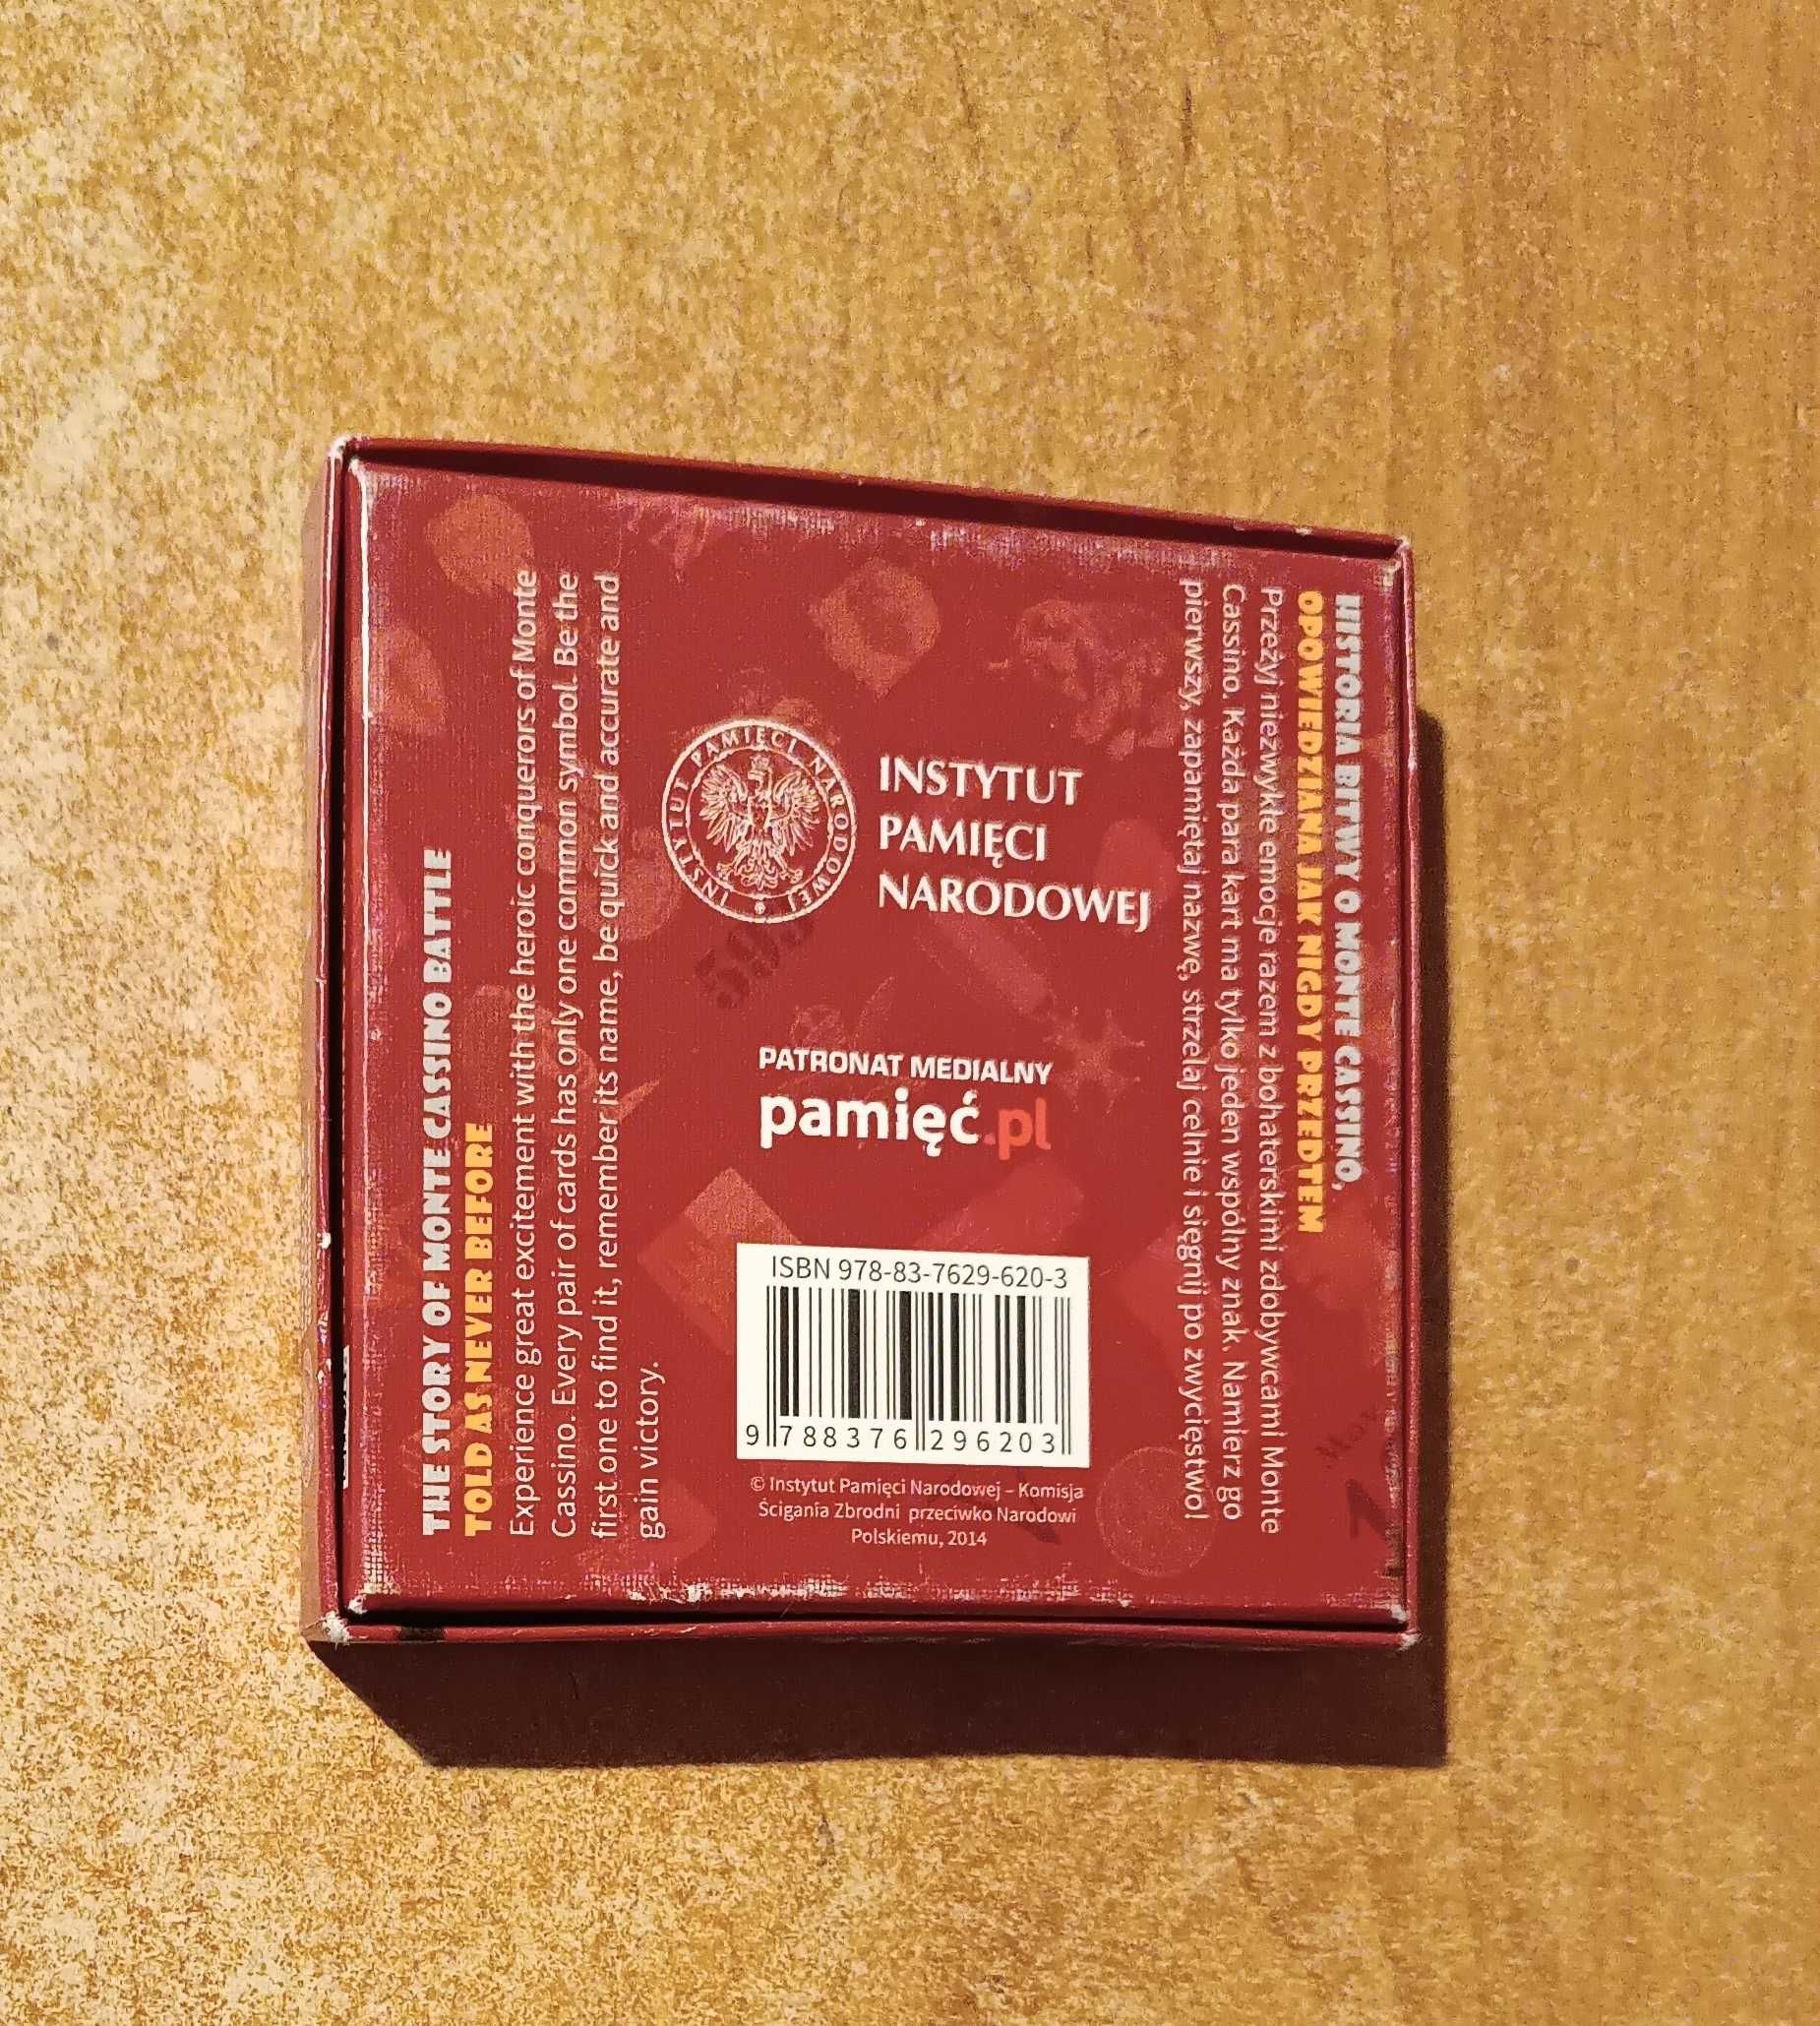 THE STORY OF MONTE CASSINO BATTLE
TOLD AS NEVER BEFORE
Experience great excitement with the heroic conquerors of Monte
Cassino. Every pair of cards has only one common symbol. Be the
first one to find it, remember its name, be quick and accurate and
gain victory.
INSTYTUT PAMIĘCI NARODOWEJ
INSTYTUT
PAMIĘCI
NARODOWEJ
PATRONAT MEDIALNY
pamięć.pl
ISBN 978-83-7629-620-3
9 788376 296203
© Instytut Pamięci Narodowej – Komisja
Ścigania Zbrodni przeciwko Narodowi
Polskiemu, 2014
HISTORIA BITWY O MONTE CASSINO,
OPOWIEDZIANA JAK NIGDY PRZEDTEM
Przeżyj niezwykłe emocje razem z bohaterskimi zdobywcami Monte
Cassino. Każda para kart ma tylko jeden wspólny znak. Namierz go
pierwszy, zapamiętaj nazwę, strzelaj celnie i sięgnij po zwycięstwo!